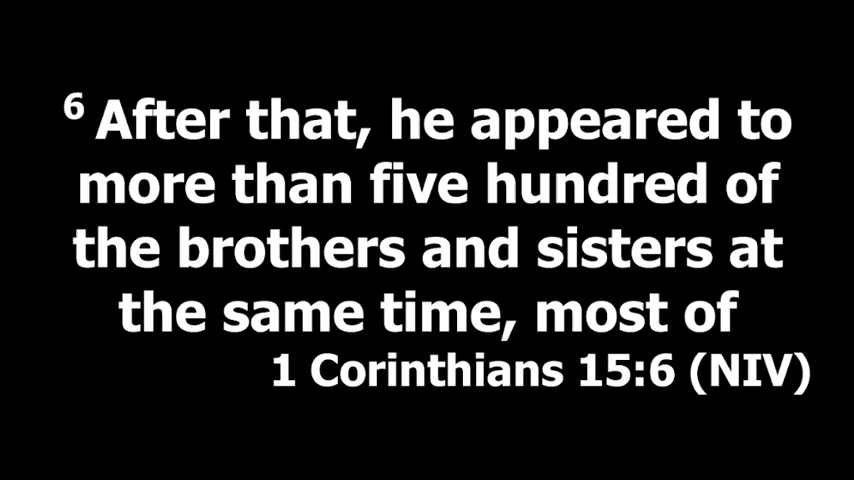 6 After that, he appeared to
more than five hundred of
the brothers and sisters at
the same time, most of
1 Corinthians 15:6 (NIV)